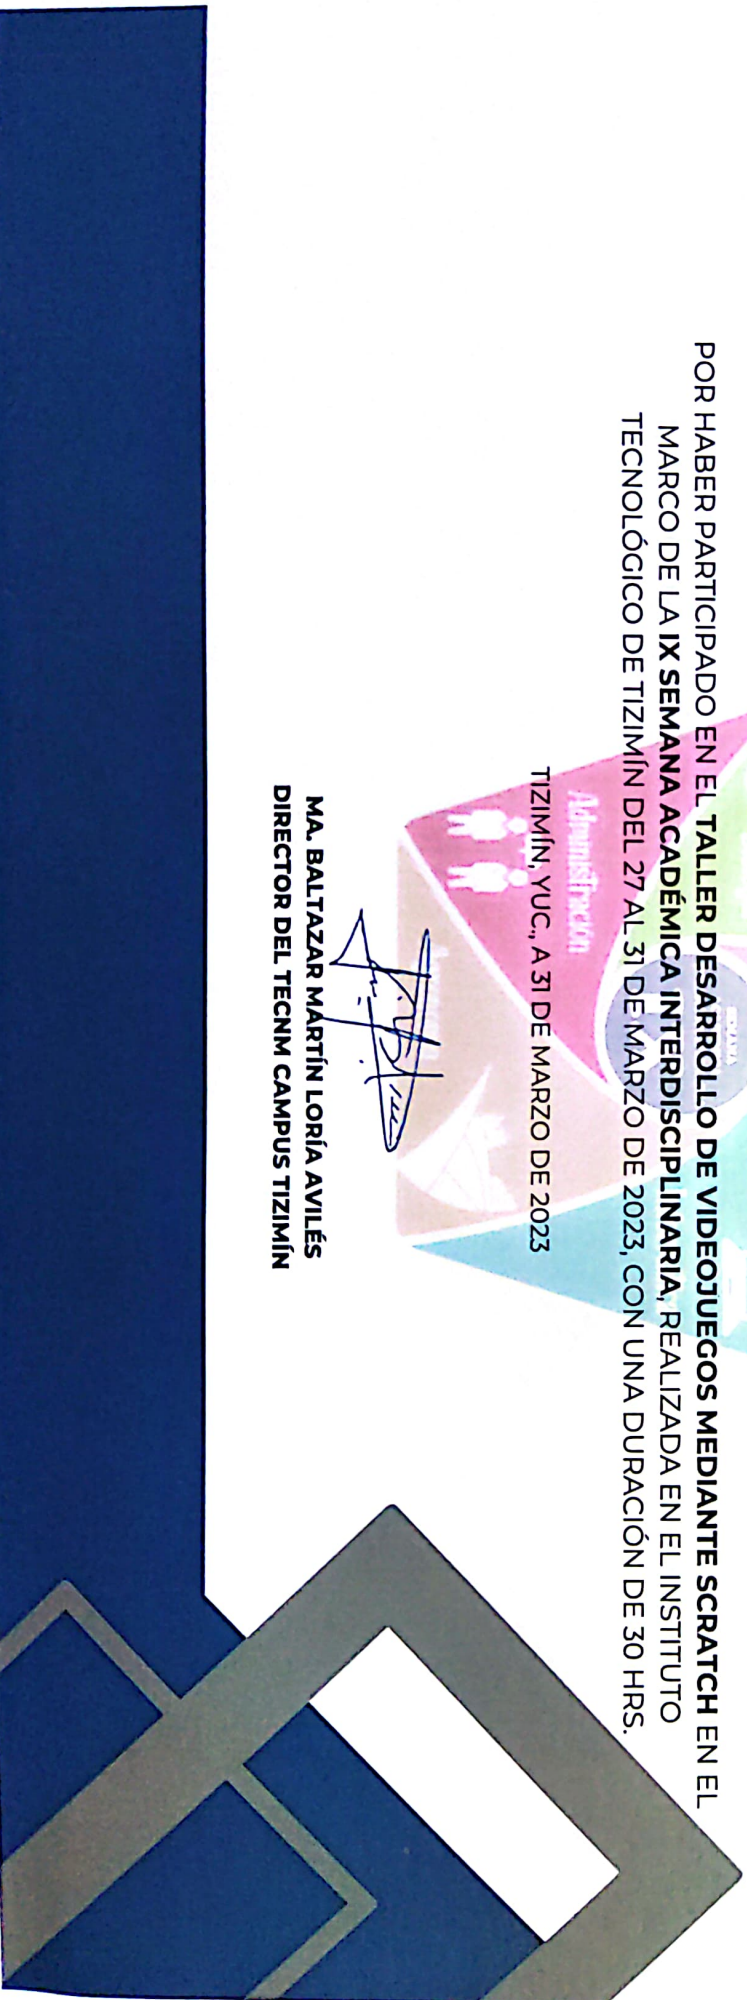 POR HABER PARTICIPADO EN EL TALLER DESARROLLO DE VIDEOJUEGOS MEDIANTE SCRATCH EN EL
MARCO DE LA IX SEMANA ACADÉMICA INTERDISCIPLINARIA, REALIZADA EN EL INSTITUTO
TECNOLÓGICO DE TIZIMÍN DEL 27 AL 31 DE MARZO DE 2023, CON UNA DURACIÓN DE 30 HRS.
Administración
TIZIMÍN, YUC., A 31 DE MARZO DE 2023
MA. BALTAZAR MARTÍN LORÍA AVILÉS
DIRECTOR DEL TECNM CAMPUS TIZIMÍN